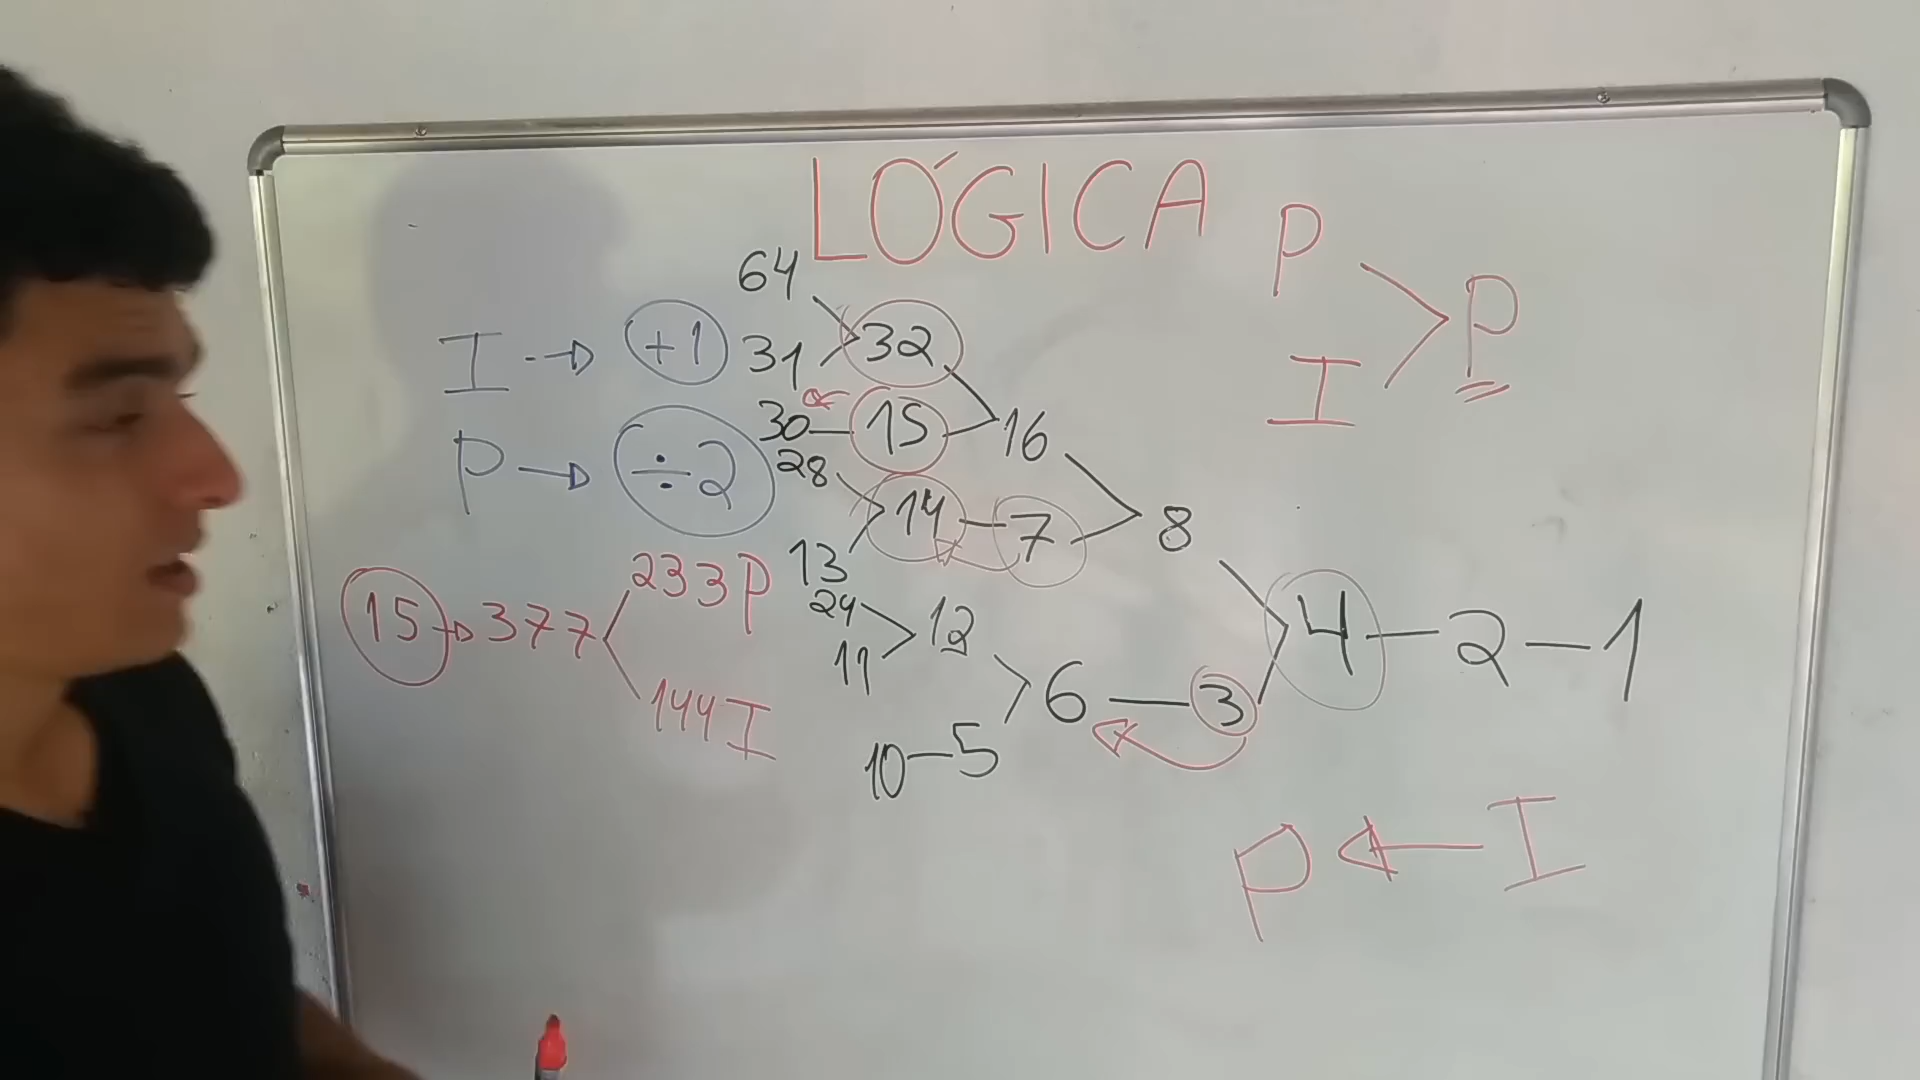 LÓGICA
P
I
P
64
31
32
I → +1
P → ÷2
30 — 15
16
28
13
14 — 7
8
4 — 2 — 1
15 → 377
233 P
144 I
24
11
12
6 — 3
10 — 5
P ← I